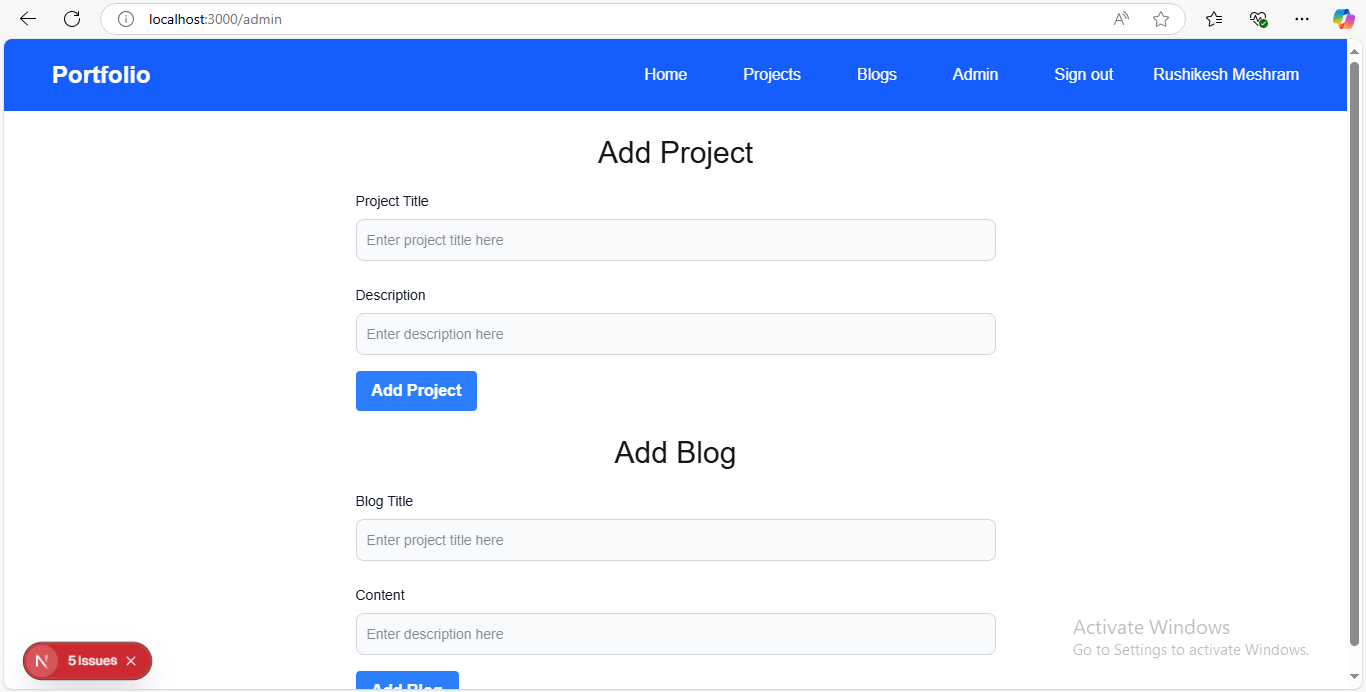 localhost:3000/admin
Portfolio
Home Projects Blogs Admin Sign out Rushikesh Meshram
Add Project
Project Title
Enter project title here
Description
Enter description here
Add Project
Add Blog
Blog Title
Enter project title here
Content
Enter description here
Add Blog
Activate Windows
Go to Settings to activate Windows.
N 5 Issues